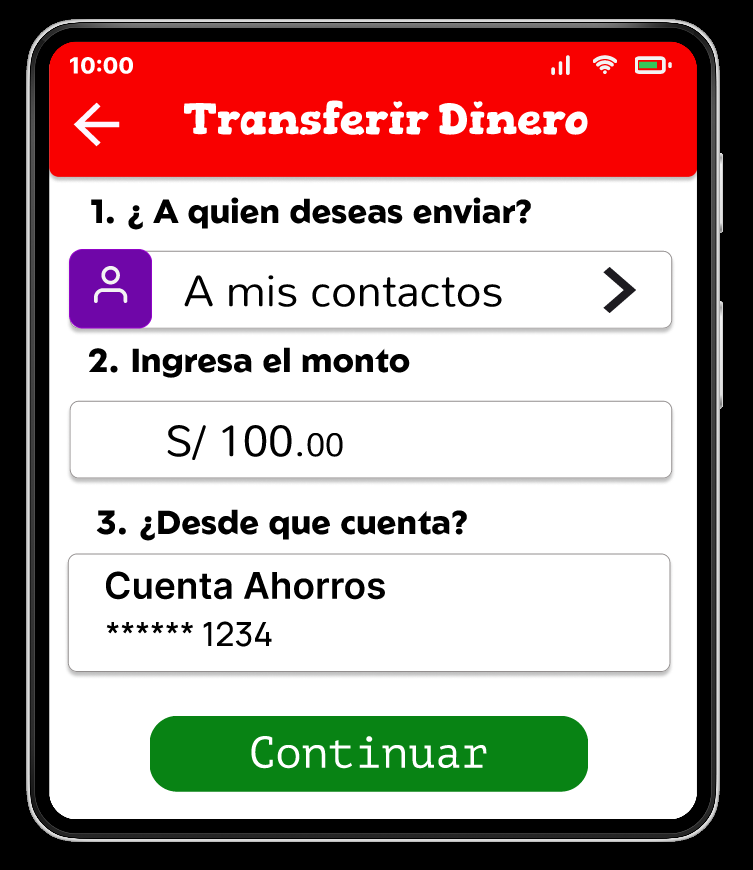 10:00
Transferir Dinero
1. ¿ A quien deseas enviar?
A mis contactos
2. Ingresa el monto
S/ 100.00
3. ¿Desde que cuenta?
Cuenta Ahorros
****** 1234
Continuar